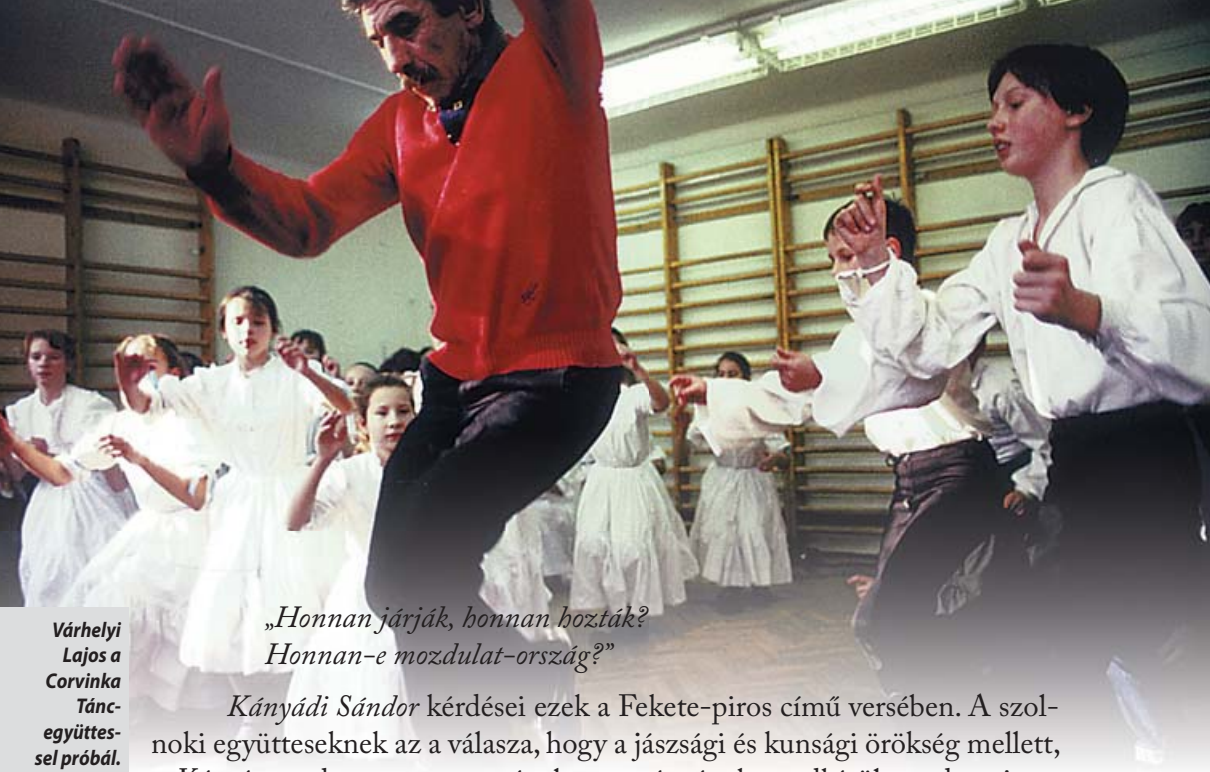 Várhelyi
Lajos a
Corvinka
Tánc-
együttes-
sel próbál.
„Honnan járják, honnan hozták?
Honnan-e mozdulat-ország?”
Kányádi Sándor kérdései ezek a Fekete-piros című versében. A szol-
noki együtteseknek az a válasza, hogy a jászsági és kunsági örökség mellett,